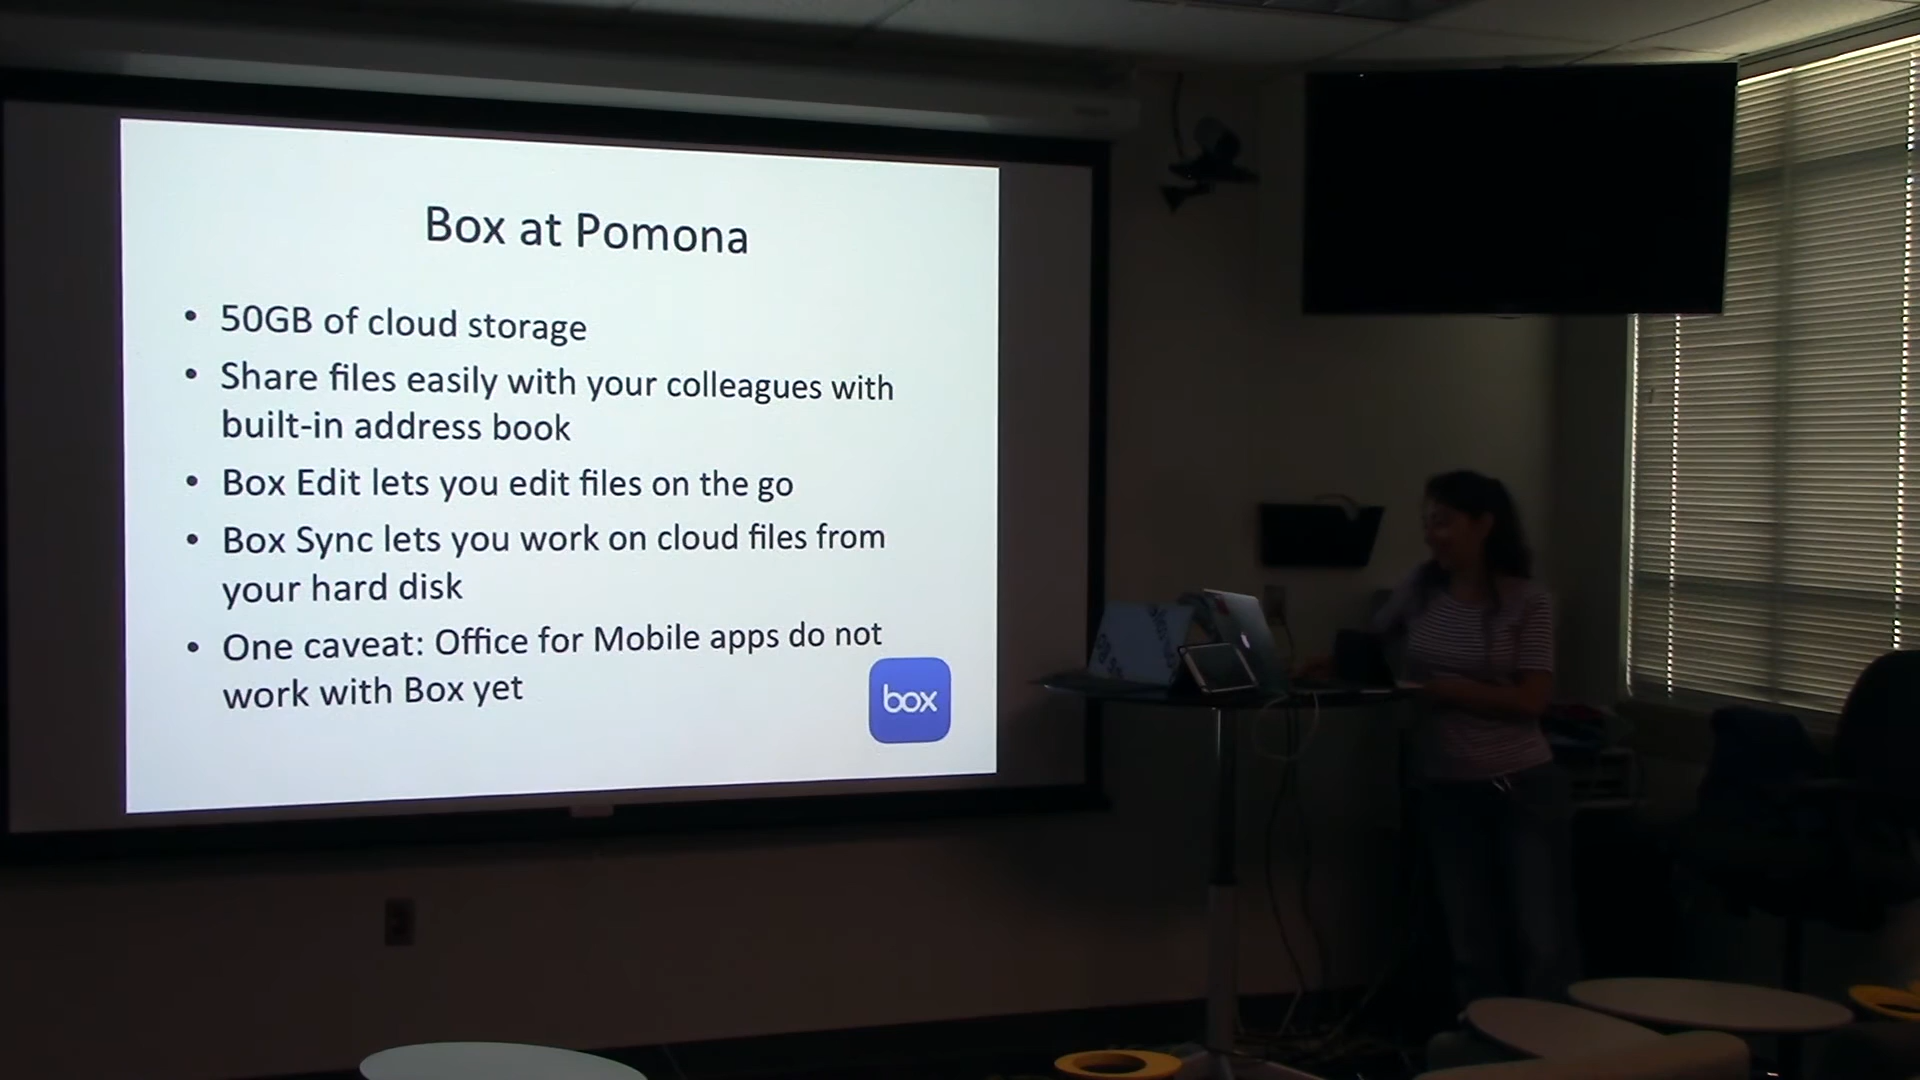 Box at Pomona
• 50GB of cloud storage
• Share files easily with your colleagues with
built-in address book
• Box Edit lets you edit files on the go
• Box Sync lets you work on cloud files from
your hard disk
• One caveat: Office for Mobile apps do not
work with Box yet
box